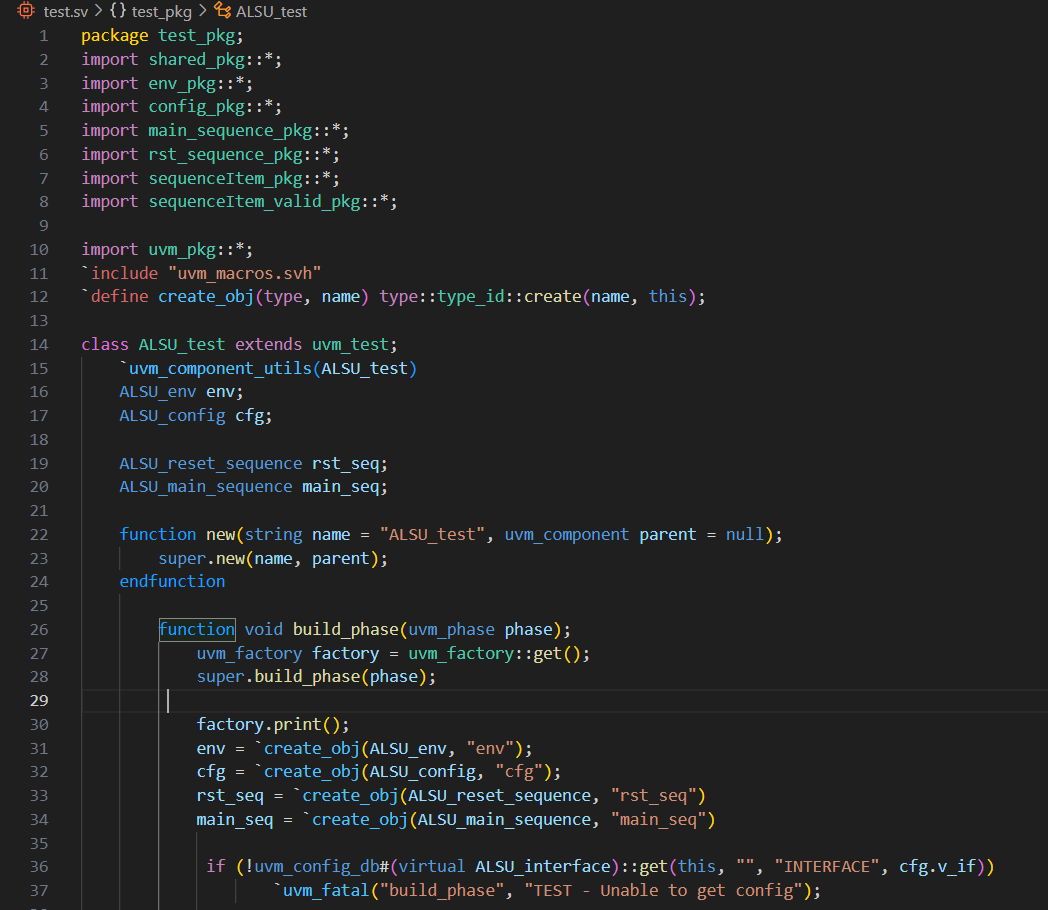 test.sv > {} test_pkg > ALSU_test
1 package test_pkg;
2 import shared_pkg::*;
3 import env_pkg::*;
4 import config_pkg::*;
5 import main_sequence_pkg::*;
6 import rst_sequence_pkg::*;
7 import sequenceItem_pkg::*;
8 import sequenceItem_valid_pkg::*;
9
10 import uvm_pkg::*;
11 `include "uvm_macros.svh"
12 `define create_obj(type, name) type::type_id::create(name, this);
13
14 class ALSU_test extends uvm_test;
15     `uvm_component_utils(ALSU_test)
16     ALSU_env env;
17     ALSU_config cfg;
18
19     ALSU_reset_sequence rst_seq;
20     ALSU_main_sequence main_seq;
21
22     function new(string name = "ALSU_test", uvm_component parent = null);
23         super.new(name, parent);
24     endfunction
25
26         function void build_phase(uvm_phase phase);
27             uvm_factory factory = uvm_factory::get();
28             super.build_phase(phase);
29
30             factory.print();
31             env = `create_obj(ALSU_env, "env");
32             cfg = `create_obj(ALSU_config, "cfg");
33             rst_seq = `create_obj(ALSU_reset_sequence, "rst_seq")
34             main_seq = `create_obj(ALSU_main_sequence, "main_seq")
35
36              if (!uvm_config_db#(virtual ALSU_interface)::get(this, "", "INTERFACE", cfg.v_if))
37                     `uvm_fatal("build_phase", "TEST - Unable to get config");